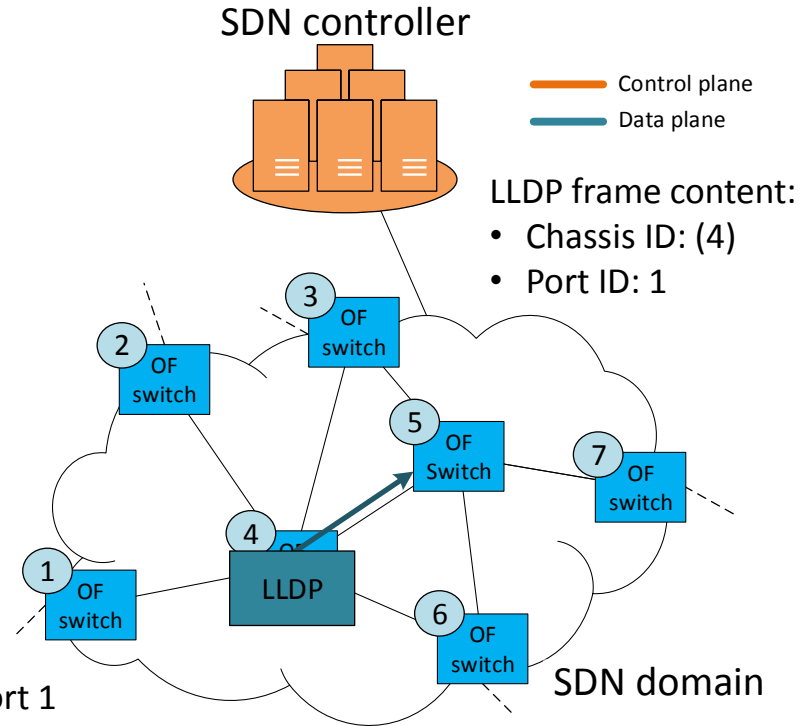 SDN controller
Control plane
Data plane
LLDP frame content:
• Chassis ID: (4)
• Port ID: 1
3
OF
switch
2
OF
switch
5
OF
Switch
7
OF
switch
4
LLDP
1
OF
switch
6
OF
switch
SDN domain
1